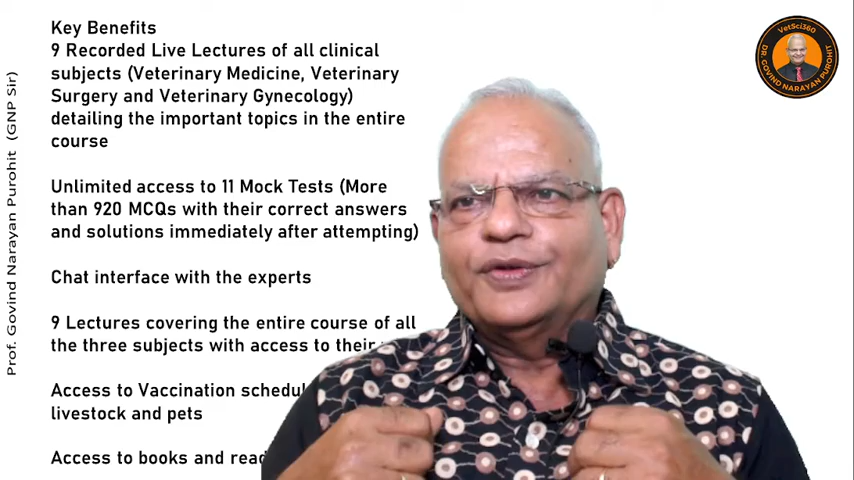 Key Benefits
9 Recorded Live Lectures of all clinical
subjects (Veterinary Medicine, Veterinary
Surgery and Veterinary Gynecology)
detailing the important topics in the entire
course
Unlimited access to 11 Mock Tests (More
than 920 MCQs with their correct answers
and solutions immediately after attempting)
Chat interface with the experts
9 Lectures covering the entire course of all
the three subjects with access to their
Access to Vaccination
livestock and pets
Access to books and
Prof. Govind Narayan Purohit (GNP Sir)
VetSci360
DR. GOVIND NARAYAN PUROHIT